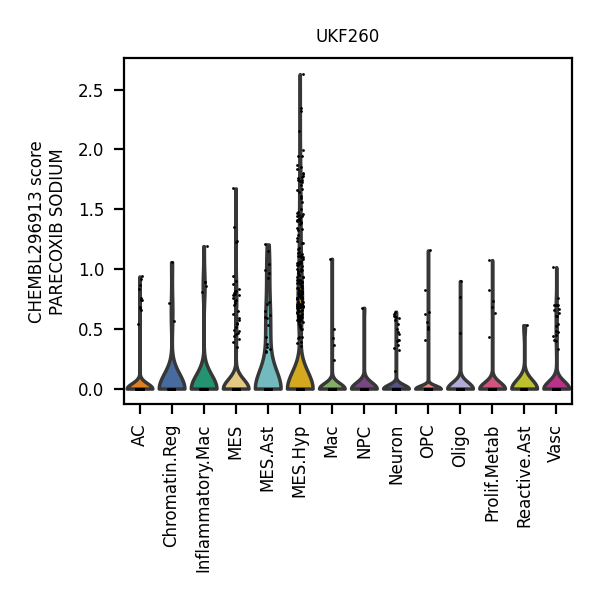 UKF260
CHEMBL296913 score
PARECOXIB SODIUM
2.5
2.0
1.5
1.0
0.5
0.0
AC
Chromatin.Reg
Inflammatory.Mac
MES
MES.Ast
MES.Hyp
Mac
NPC
Neuron
OPC
Oligo
Prolif.Metab
Reactive.Ast
Vasc